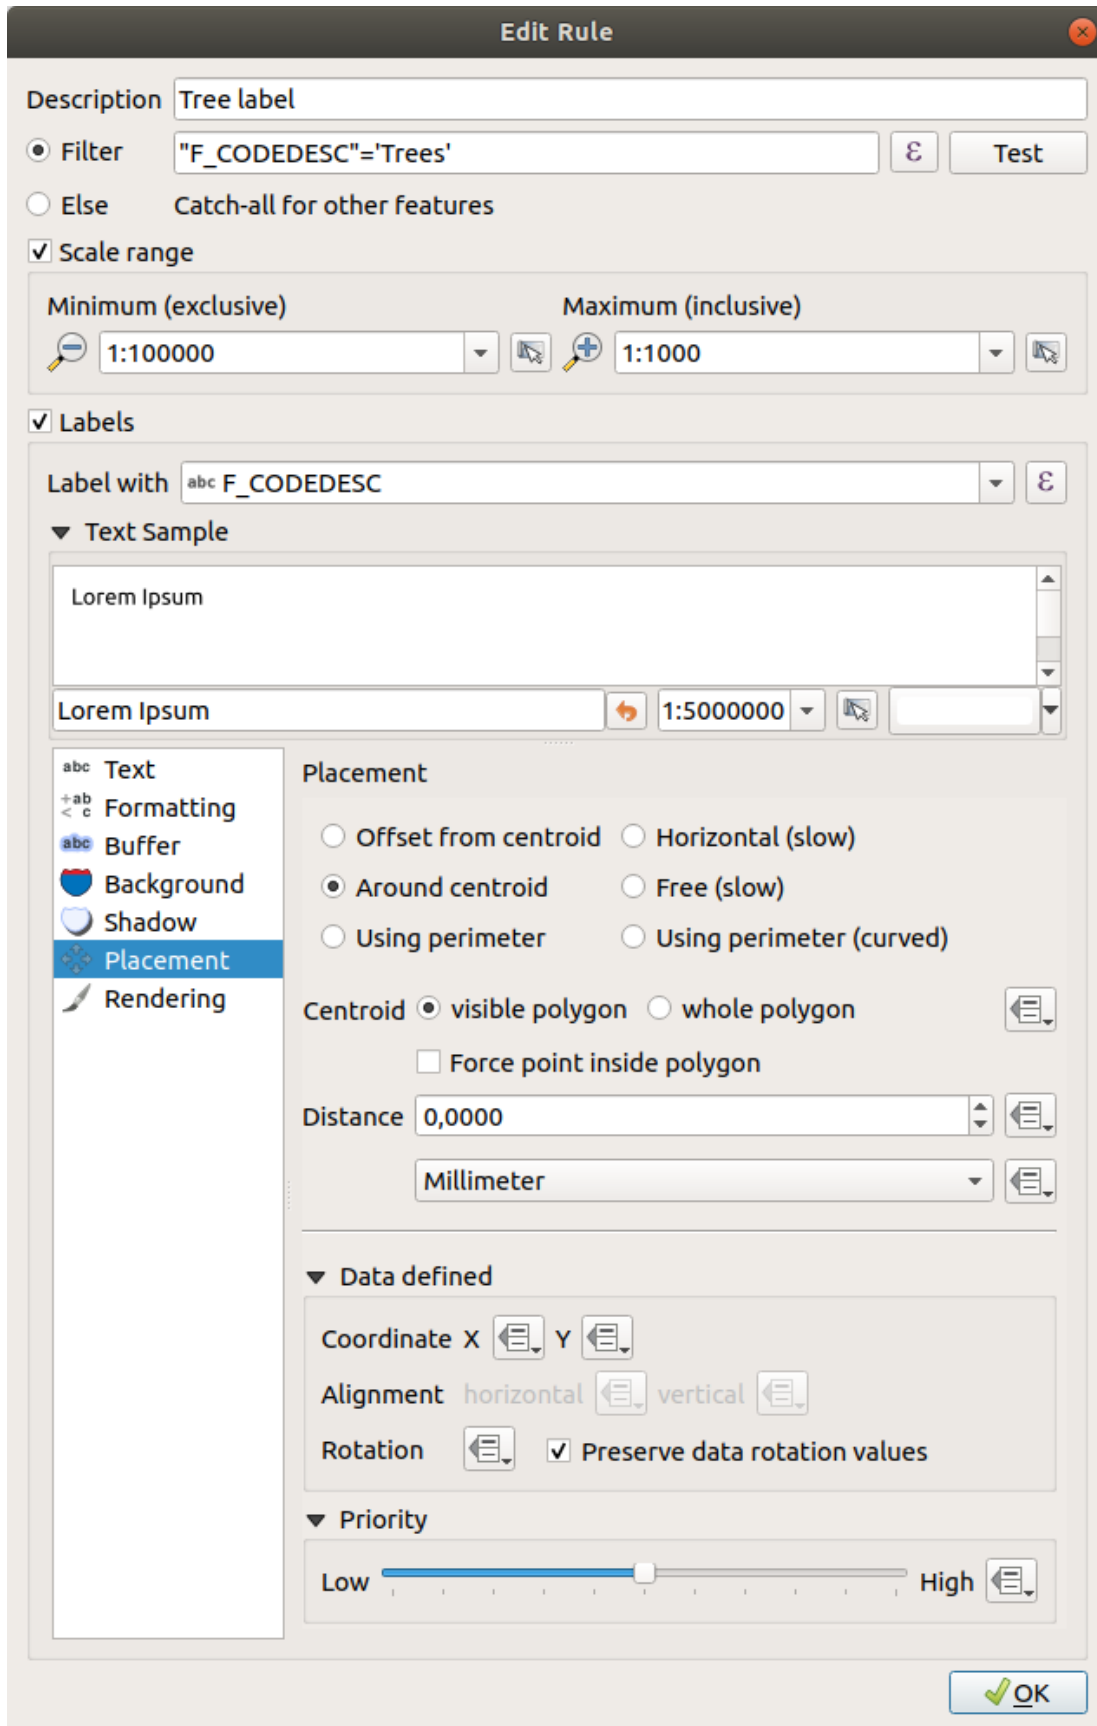 Edit Rule
Description Tree label
Filter "F_CODEDESC"='Trees' ε Test
Else Catch-all for other features
Scale range
Minimum (exclusive) Maximum (inclusive)
1:100000 1:1000
Labels
Label with abc F_CODEDESC ε
Text Sample
Lorem Ipsum
Lorem Ipsum 1:5000000
abc Text
+ab < c Formatting
abc Buffer
Background
Shadow
Placement
Rendering
Placement
Offset from centroid Horizontal (slow)
Around centroid Free (slow)
Using perimeter Using perimeter (curved)
Centroid visible polygon whole polygon
Force point inside polygon
Distance 0,0000
Millimeter
Data defined
Coordinate X Y
Alignment horizontal vertical
Rotation Preserve data rotation values
Priority
Low High
OK